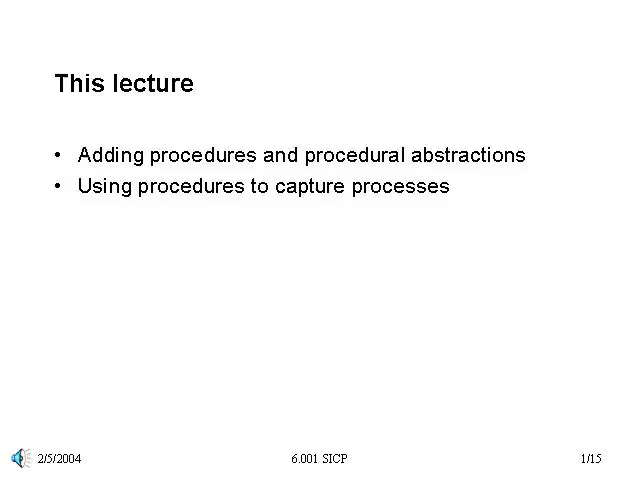 This lecture
• Adding procedures and procedural abstractions
• Using procedures to capture processes
2/5/2004 6.001 SICP 1/15